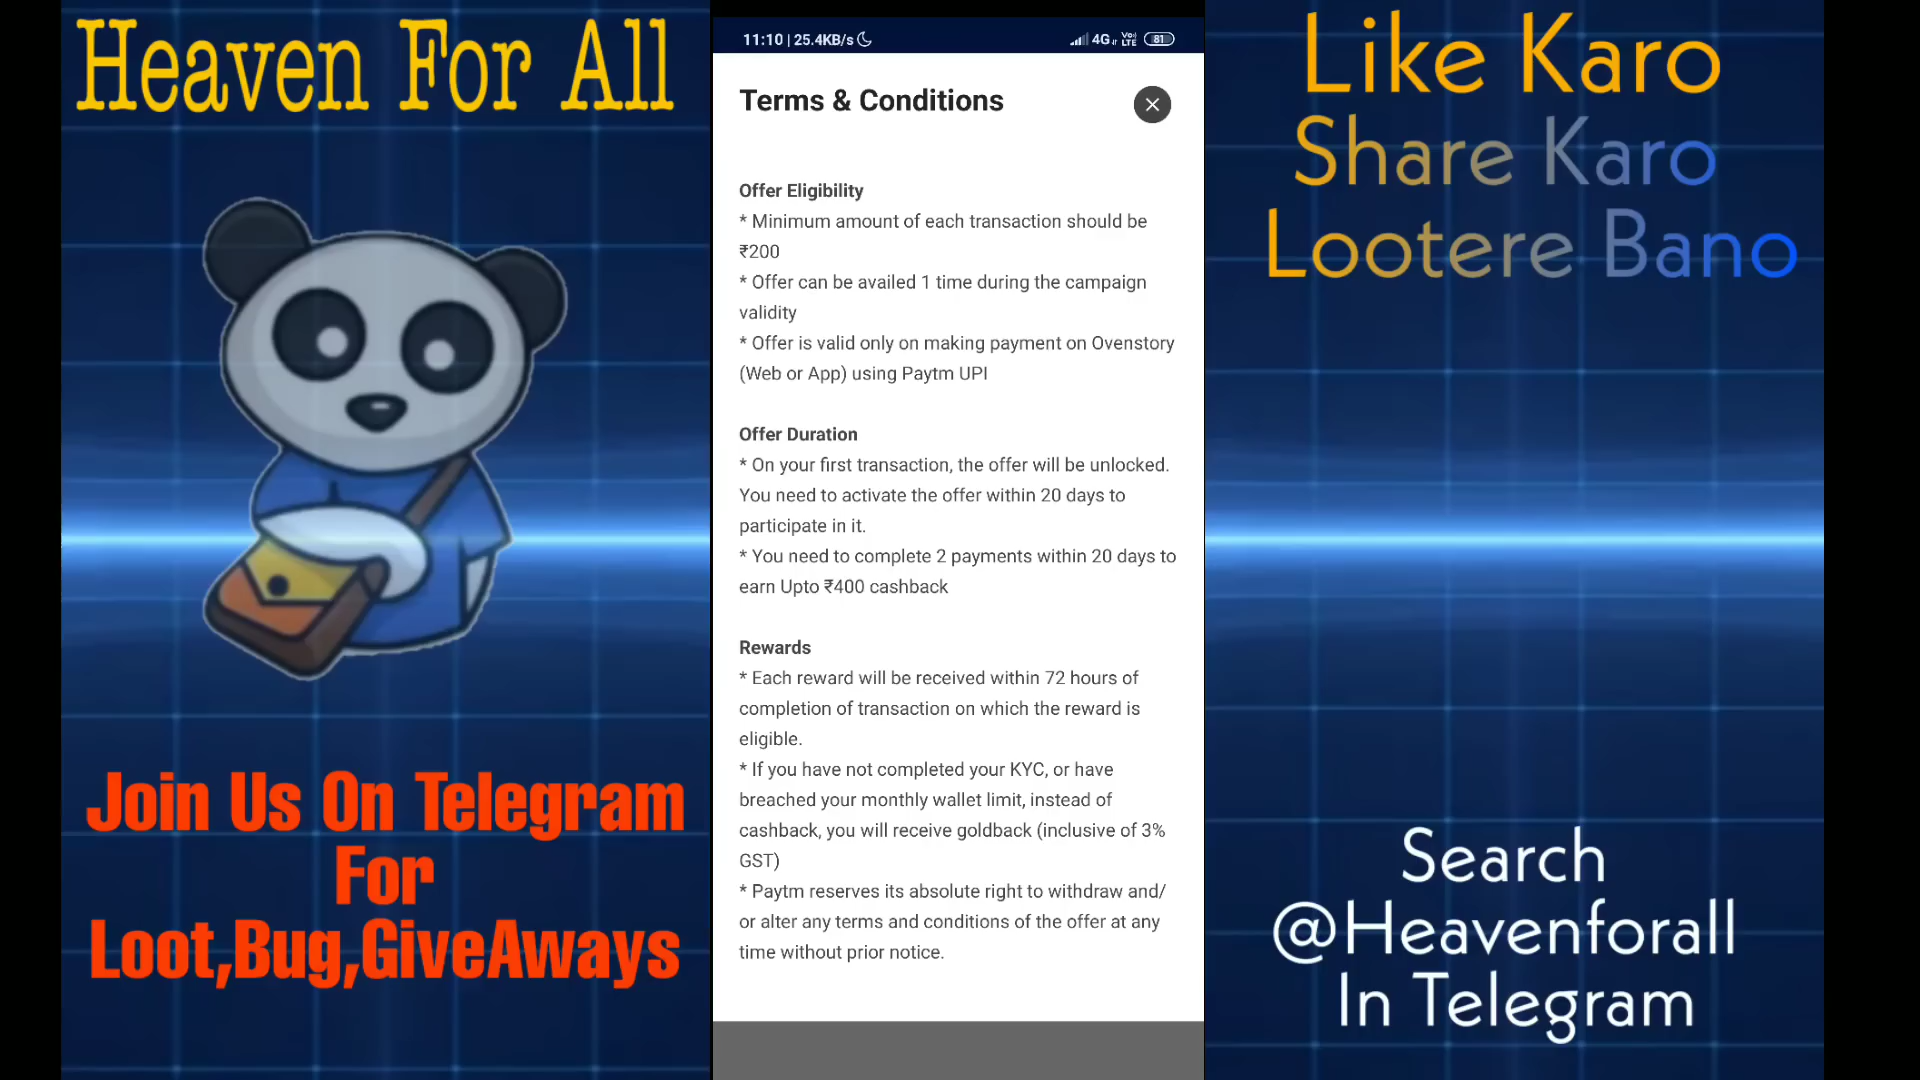 Heaven For All
Join Us On Telegram
For
Loot,Bug,GiveAways
11:10 | 25.4KB/s
4G
Vo)
LTE
81
Terms & Conditions
Offer Eligibility
* Minimum amount of each transaction should be
₹200
* Offer can be availed 1 time during the campaign
validity
* Offer is valid only on making payment on Ovenstory
(Web or App) using Paytm UPI
Offer Duration
* On your first transaction, the offer will be unlocked.
You need to activate the offer within 20 days to
participate in it.
* You need to complete 2 payments within 20 days to
earn Upto ₹400 cashback
Rewards
* Each reward will be received within 72 hours of
completion of transaction on which the reward is
eligible.
* If you have not completed your KYC, or have
breached your monthly wallet limit, instead of
cashback, you will receive goldback (inclusive of 3%
GST)
* Paytm reserves its absolute right to withdraw and/
or alter any terms and conditions of the offer at any
time without prior notice.
Like Karo
Share Karo
Lootere Bano
Search
@Heavenforall
In Telegram